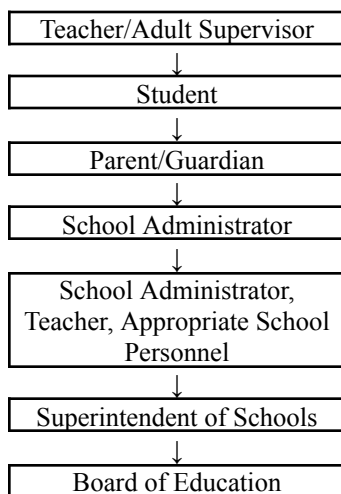 Teacher/Adult Supervisor
↓
Student
↓
Parent/Guardian
↓
School Administrator
↓
School Administrator,
Teacher, Appropriate School
Personnel
↓
Superintendent of Schools
↓
Board of Education